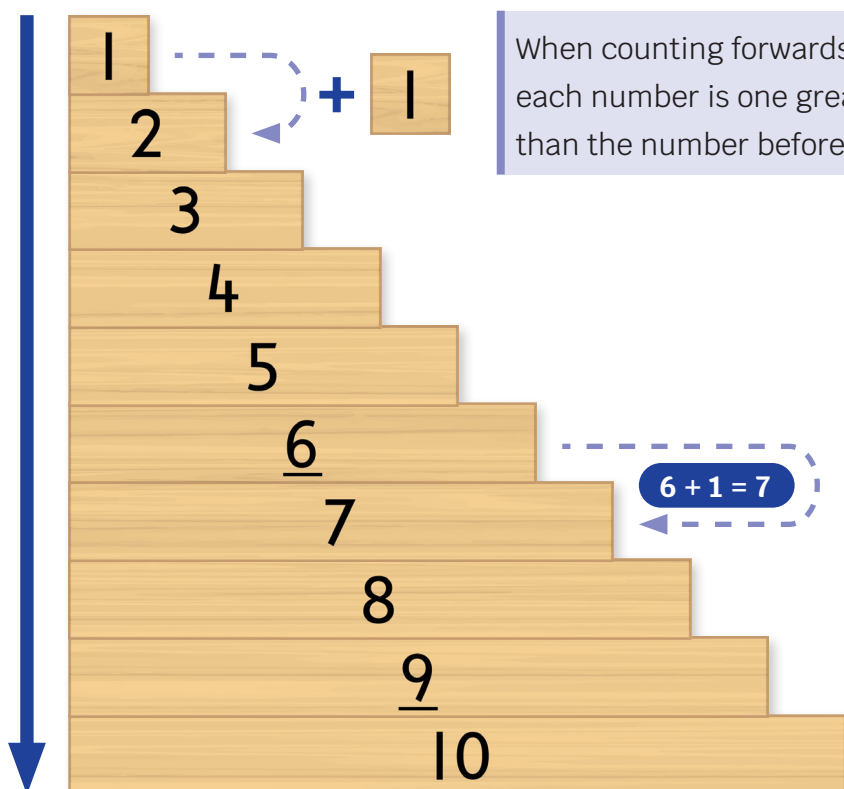 1
+ 1
When counting forwards
each number is one
than the number before
2
3
4
5
6
6 + 1 = 7
7
8
9
10